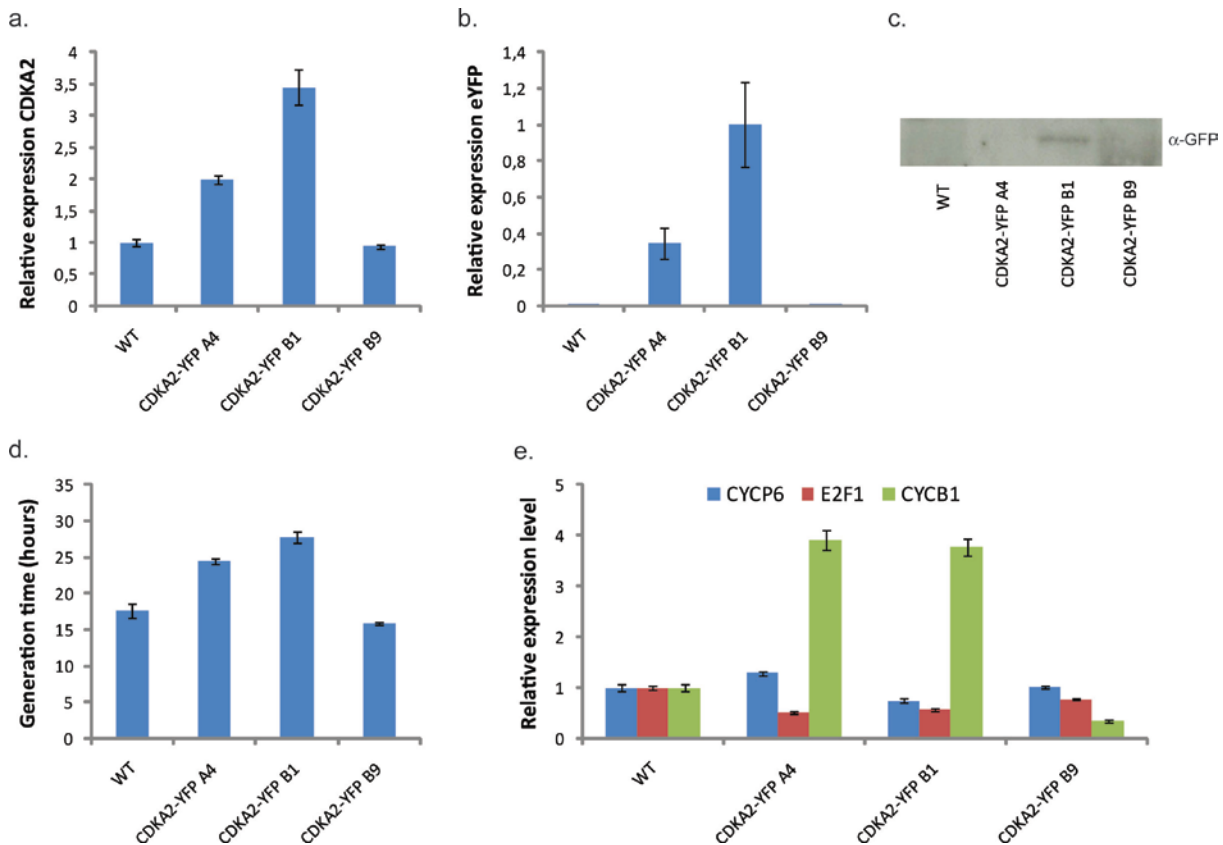 a.
Relative expression CDKA2
4
3,5
3
2,5
2
1,5
1
0,5
0
WT
CDKA2-YFP A4
CDKA2-YFP B1
CDKA2-YFP B9
b.
Relative expression eYFP
1,4
1,2
1
0,8
0,6
0,4
0,2
0
WT
CDKA2-YFP A4
CDKA2-YFP B1
CDKA2-YFP B9
c.
α-GFP
WT
CDKA2-YFP A4
CDKA2-YFP B1
CDKA2-YFP B9
d.
Generation time (hours)
35
30
25
20
15
10
5
0
WT
CDKA2-YFP A4
CDKA2-YFP B1
CDKA2-YFP B9
e.
Relative expression level
5
4
3
2
1
0
CYCP6 E2F1 CYCB1
WT
CDKA2-YFP A4
CDKA2-YFP B1
CDKA2-YFP B9